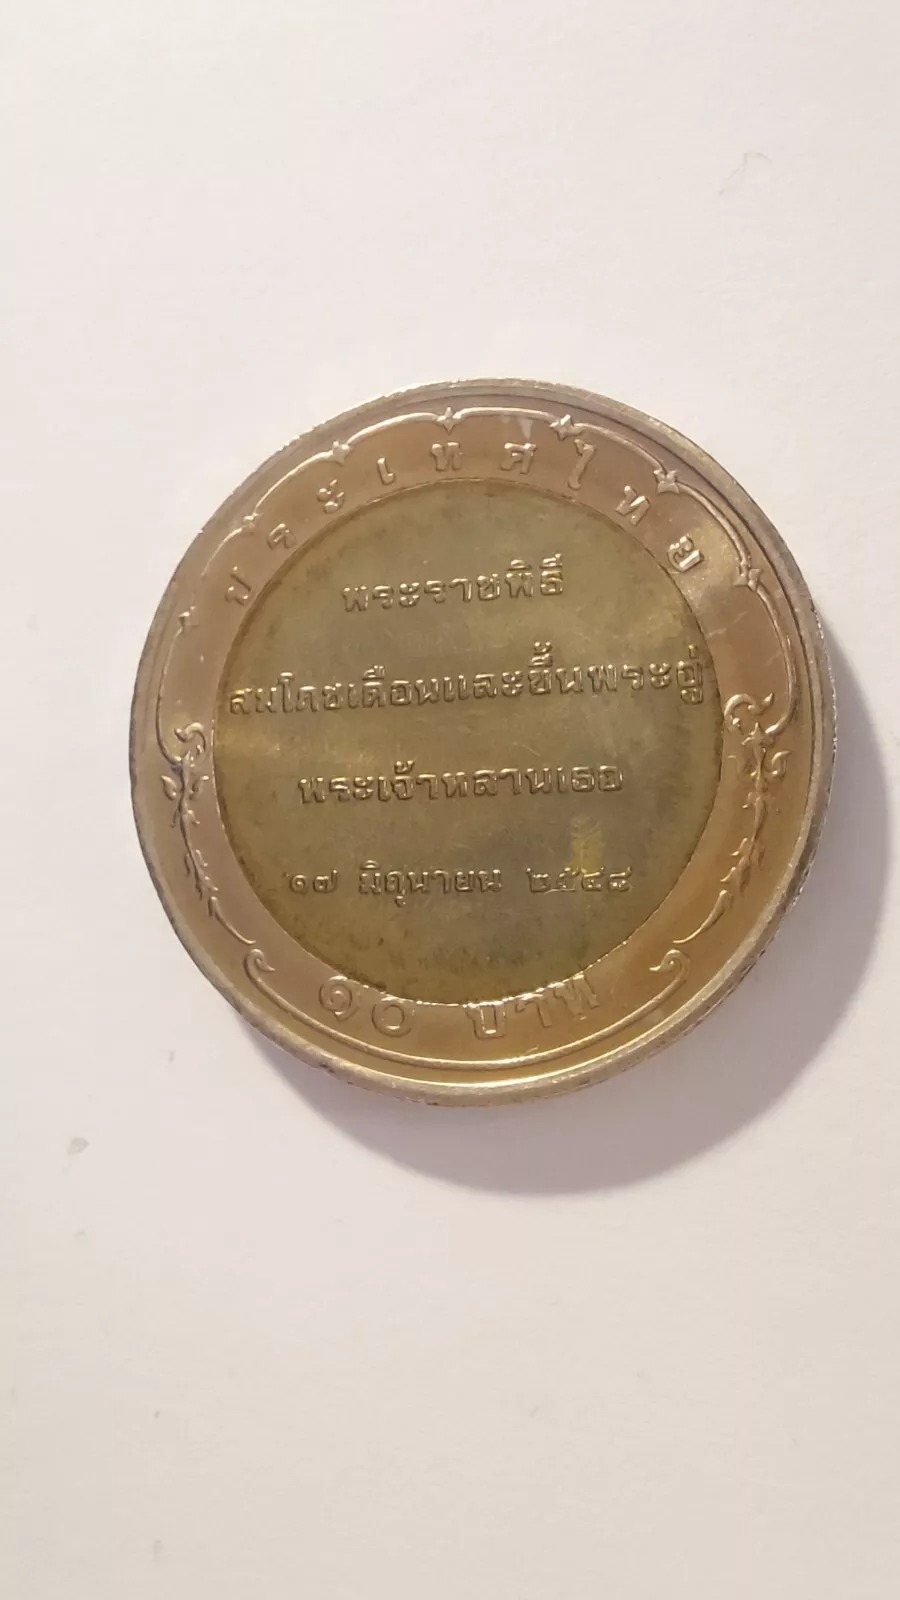 ประเทศไทย
พระราชพิธี
สมโภชเดือนและขึ้นพระอู่
พระเจ้าหลานเธอ
๑๗ มิถุนายน ๒๕๔๘
๑๐ บาท